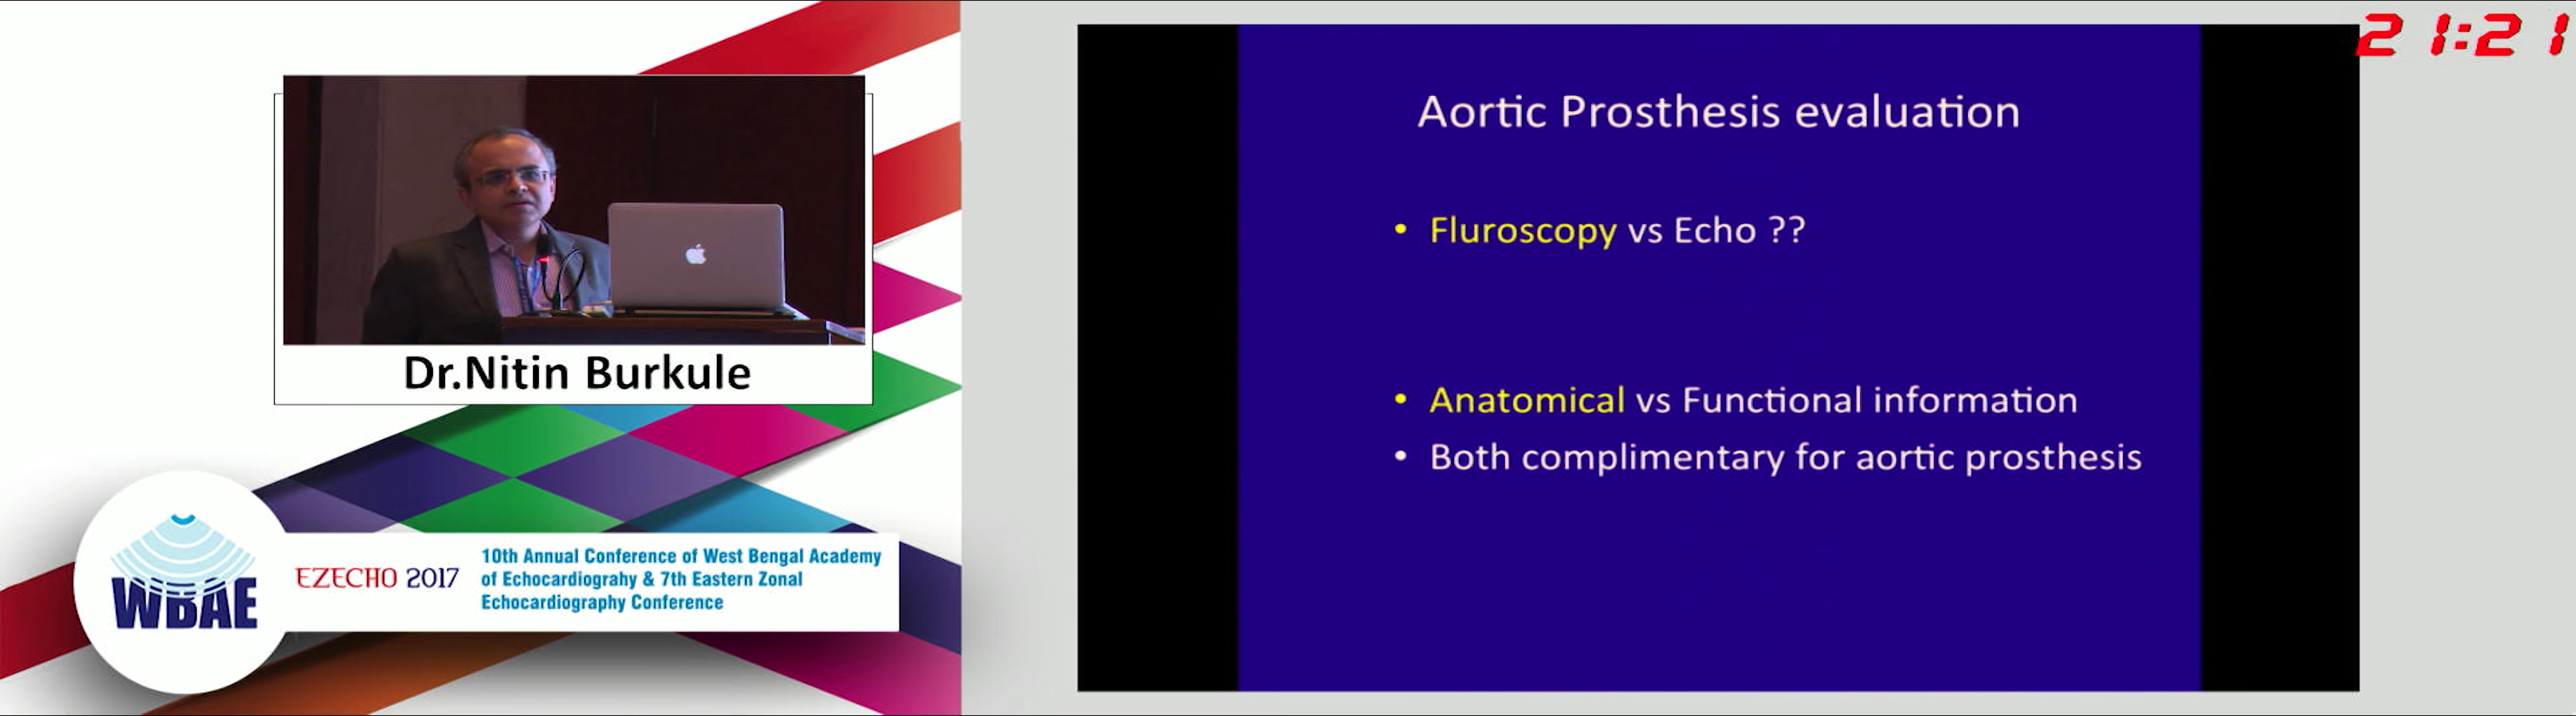 Dr.Nitin Burkule
WBAE
EZECHO 2017
10th Annual Conference of West Bengal Academy
of Echocardiograhy & 7th Eastern Zonal
Echocardiography Conference
21:21
Aortic Prosthesis evaluation
• Fluroscopy vs Echo ??
• Anatomical vs Functional information
• Both complimentary for aortic prosthesis